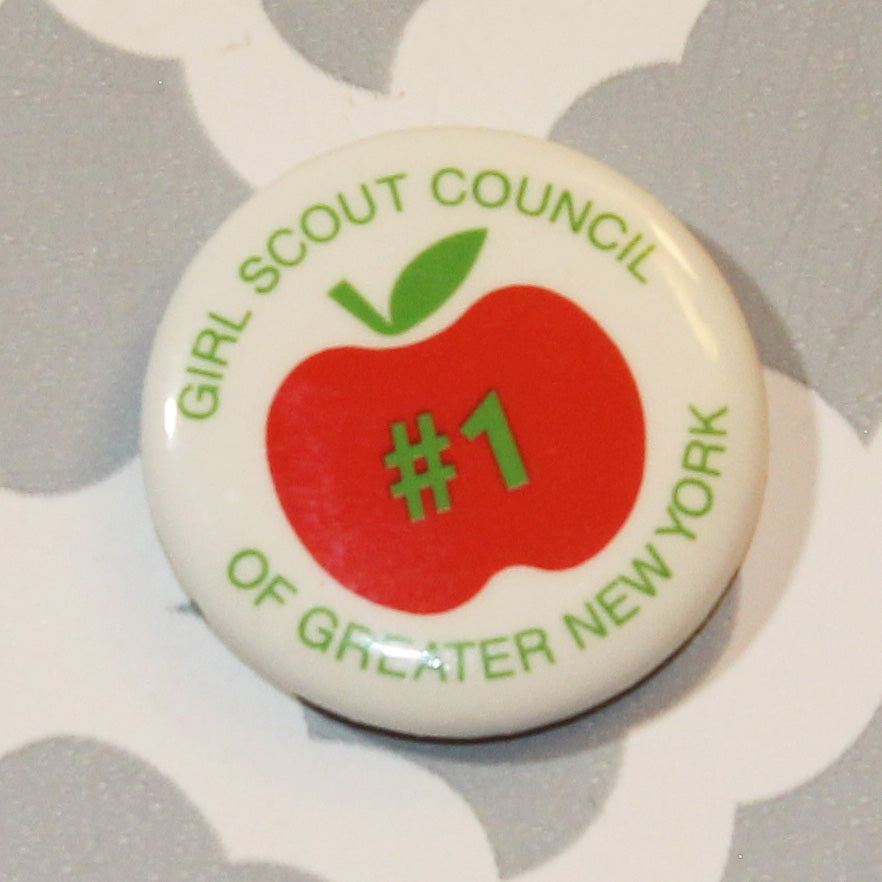 GIRL SCOUT COUNCIL
#1
OF GREATER NEW YORK